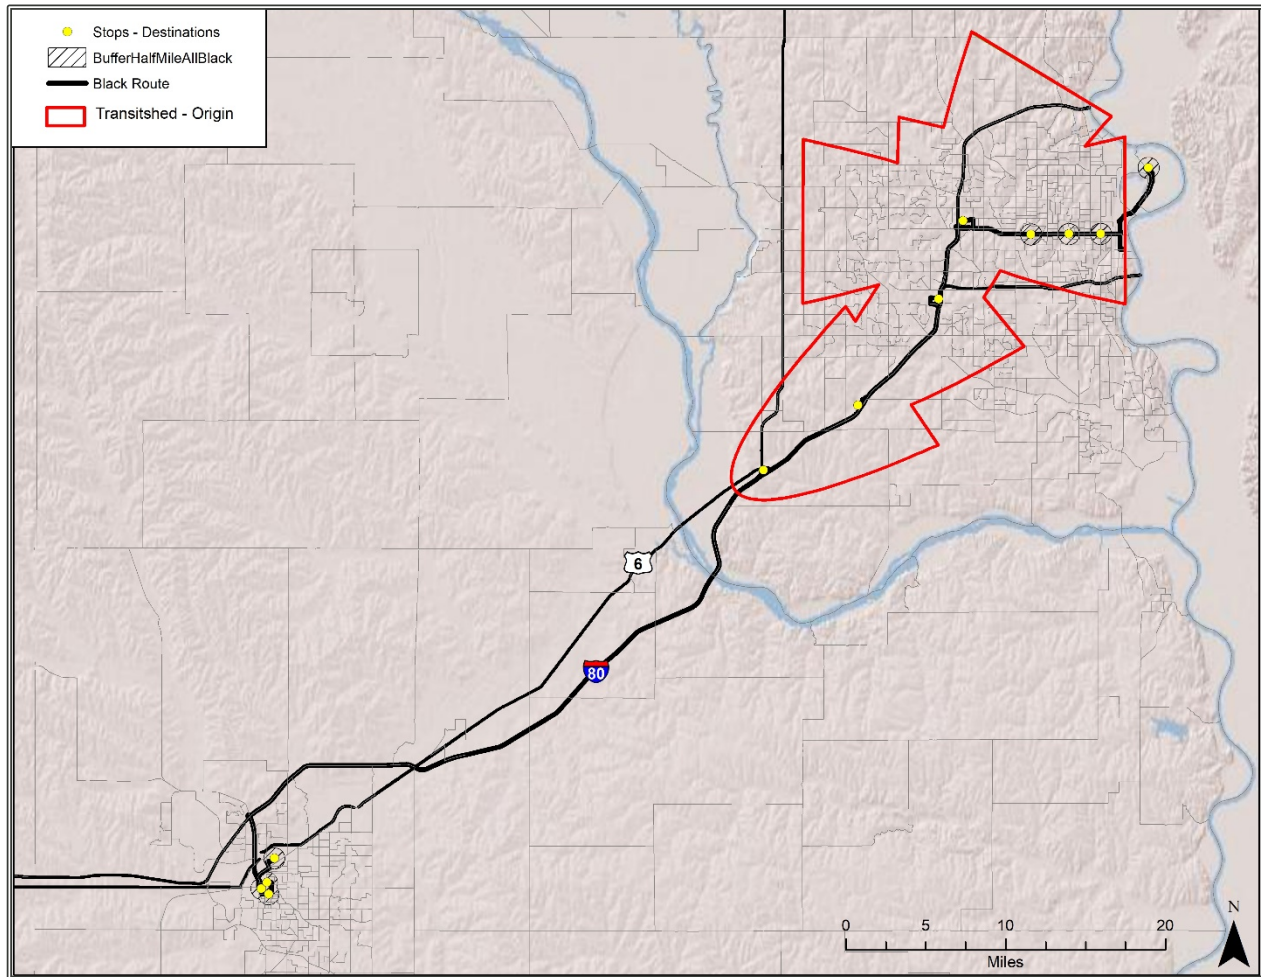 Stops - Destinations
BufferHalfMileAllBlack
Black Route
Transitshed - Origin
6
80
N
0 5 10 20
Miles